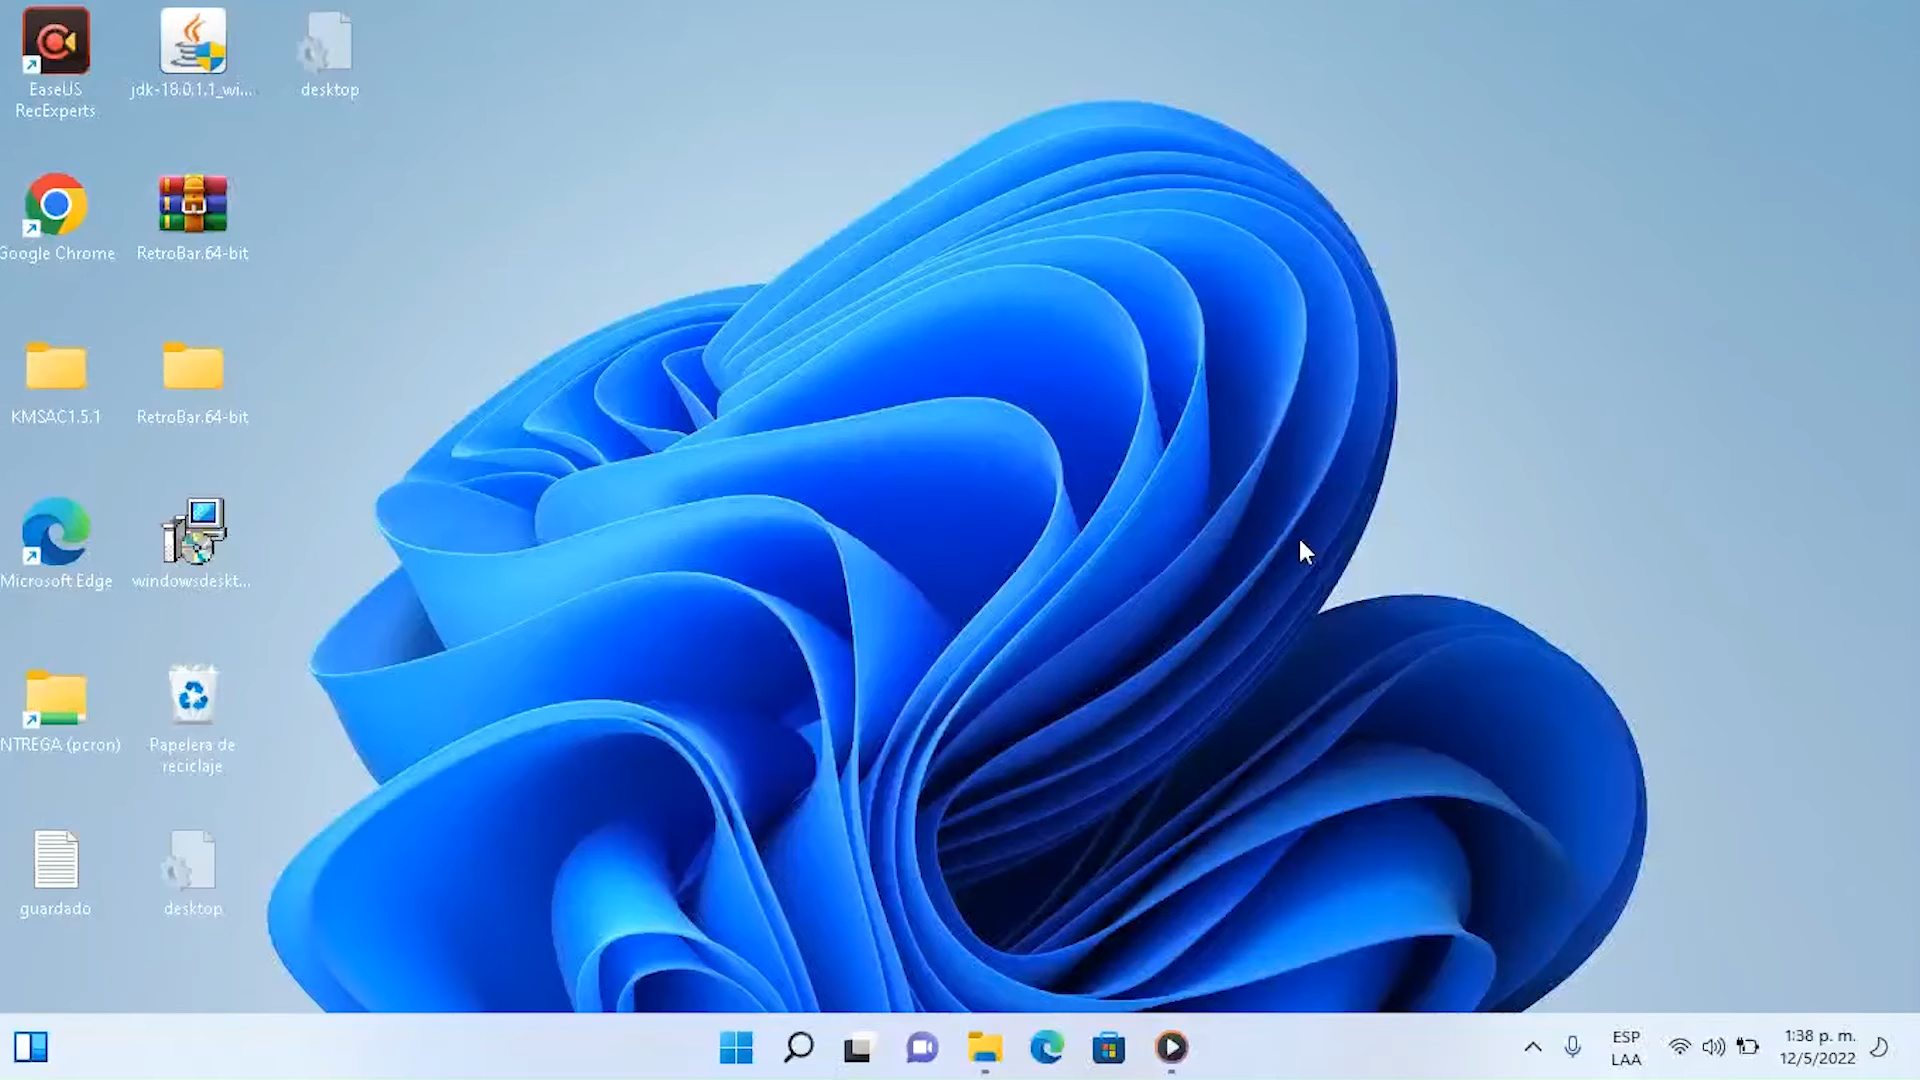 EaseUS
RecExperts
jdk-18.0.1.1_wi...
desktop
Google Chrome
RetroBar.64-bit
KMSAC1.5.1
RetroBar.64-bit
Microsoft Edge
windowsdeskt...
NTREGA (pcron)
Papelera de
reciclaje
guardado
desktop
ESP
LAA
1:38 p. m.
12/5/2022